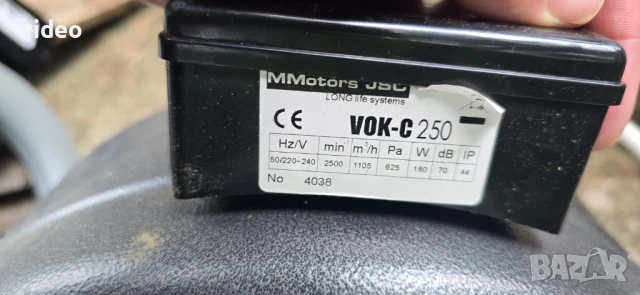 ideo
MMotors JSC
LONG life systems
CE VOK-C 250
Hz/V min m³/h Pa W dB IP
50/220-240 2500 1105 625 180 70 44
No 4038
BAZAR